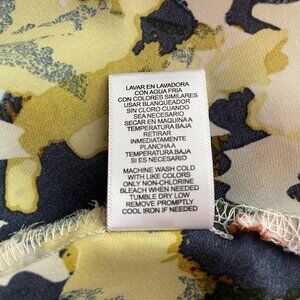 LAVAR EN LAVADORA
CON AGUA FRIA
CON COLORES SIMILARES
USAR BLANQUEADOR
SIN CLORO CUANDO
SEA NECESARIO
SECAR EN MAQUINA A
TEMPERATURA BAJA
RETIRAR
INMEDIATAMENTE
PLANCHA A
TEMPERATURA BAJA
SI ES NECESARIO
MACHINE WASH COLD
WITH LIKE COLORS
ONLY NON-CHLORINE
BLEACH WHEN NEEDED
TUMBLE DRY LOW
REMOVE PROMPTLY
COOL IRON IF NEEDED